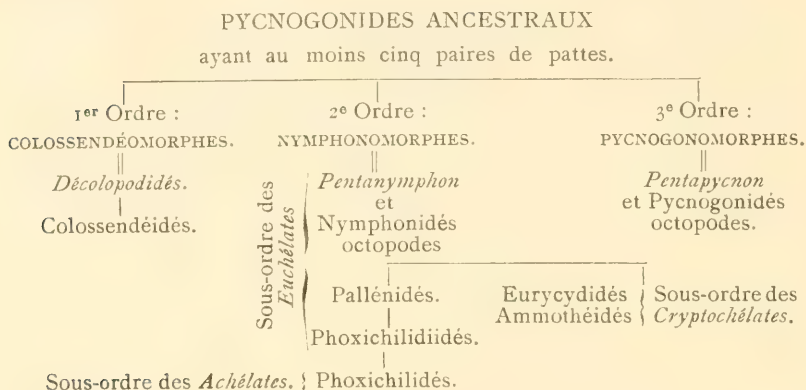 PYCNOGONIDES ANCESTRAUX
ayant au moins cinq paires de pattes.
1er Ordre :
COLOSSENDÉOMORPHES.
Décolopodidés.
Colossendéidés.
2e Ordre :
NYMPHONOMORPHES.
Sous-ordre des
Euchélates.
Pentanymphon
et
Nymphonidés
octopodes
Pallénidés.
Phoxichilidiidés.
Sous-ordre des Achélates. Phoxichilidés.
Eurycydidés
Ammothéidés
Sous-ordre des
Cryptochélates.
3e Ordre :
PYCNOGONOMORPHES.
Pentapycnon
et Pycnogonidés
octopodes.